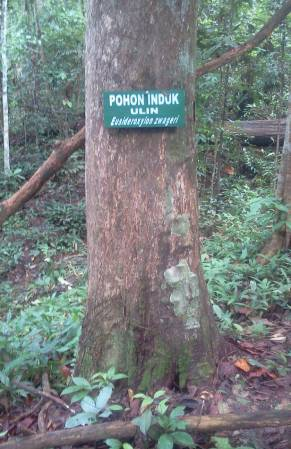 POHON INDUK
ULIN
Eusideroxylon zwageri